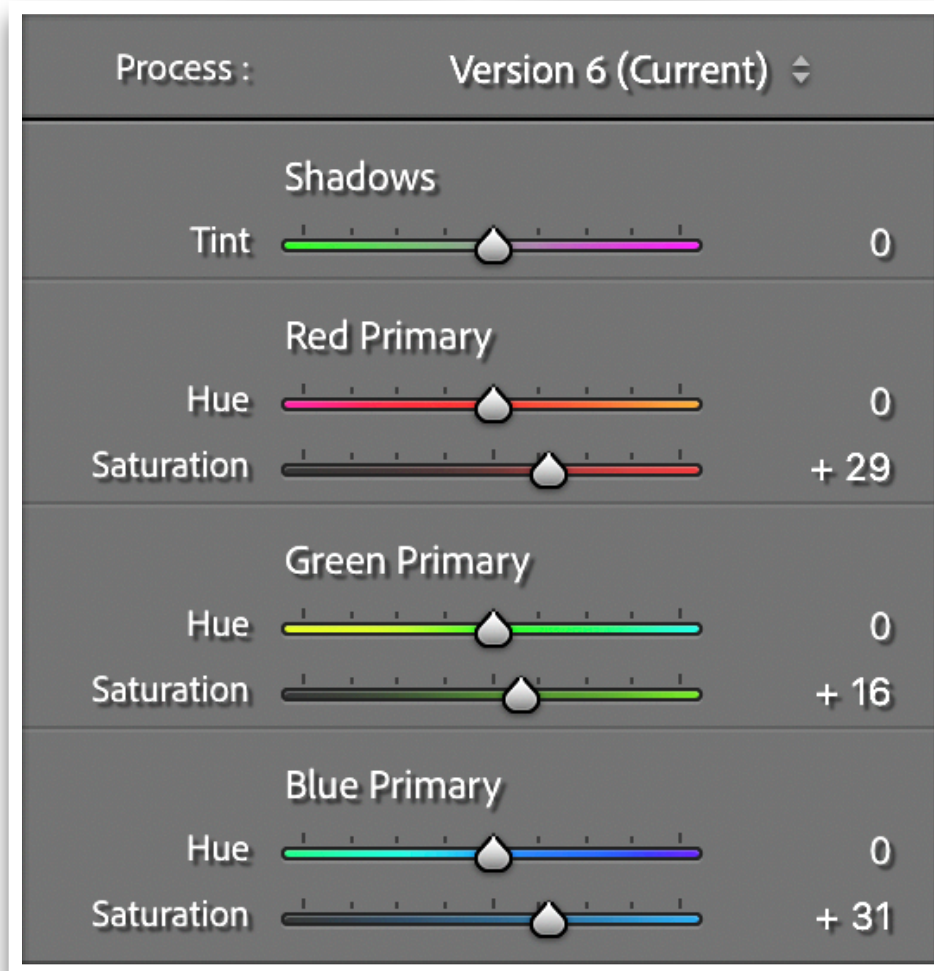 Process : Version 6 (Current)
Shadows
Tint 0
Red Primary
Hue 0
Saturation + 29
Green Primary
Hue 0
Saturation + 16
Blue Primary
Hue 0
Saturation + 31